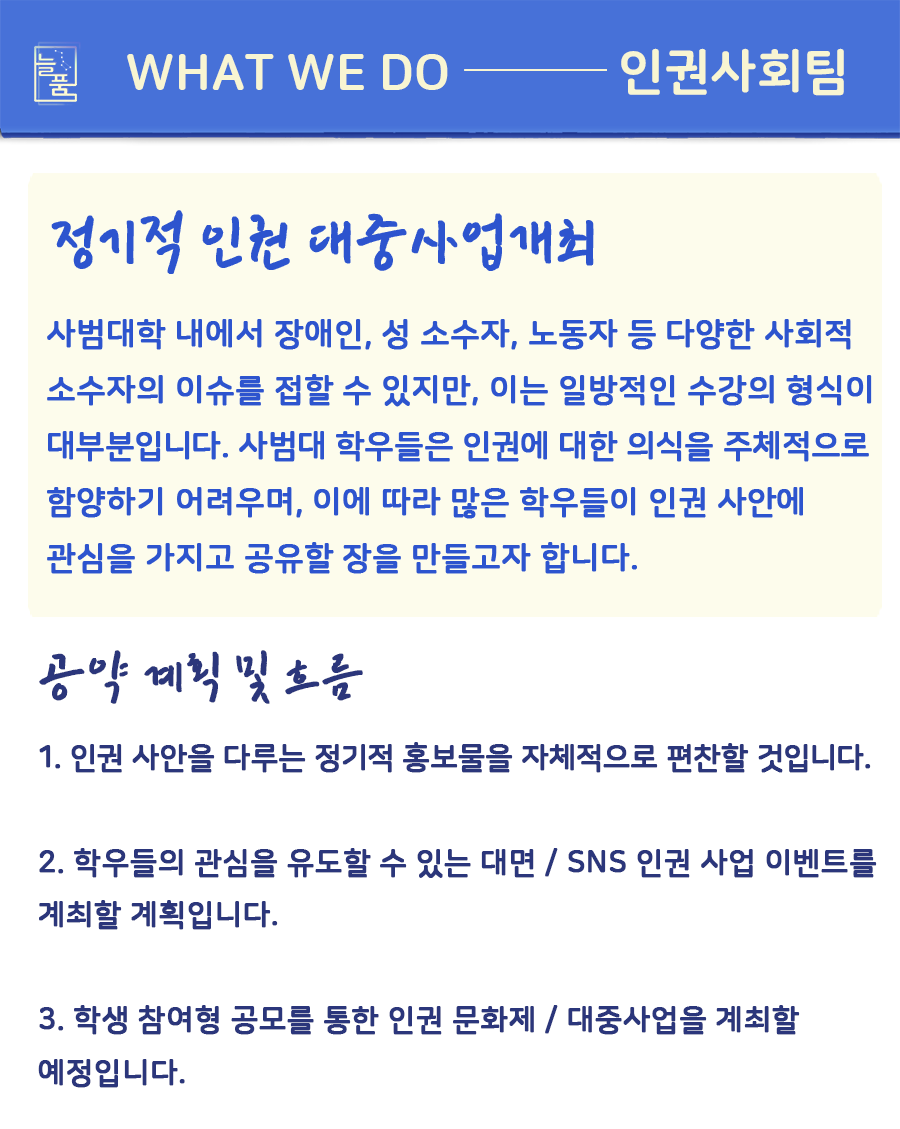 늘품
WHAT WE DO 인권사회팀
정기적 인권 대중사업개최
사범대학 내에서 장애인, 성 소수자, 노동자 등 다양한 사회적
소수자의 이슈를 접할 수 있지만, 이는 일방적인 수강의 형식이
대부분입니다. 사범대 학우들은 인권에 대한 의식을 주체적으로
함양하기 어려우며, 이에 따라 많은 학우들이 인권 사안에
관심을 가지고 공유할 장을 만들고자 합니다.
공약 계획 및 흐름
1. 인권 사안을 다루는 정기적 홍보물을 자체적으로 편찬할 것입니다.
2. 학우들의 관심을 유도할 수 있는 대면 / SNS 인권 사업 이벤트를
계최할 계획입니다.
3. 학생 참여형 공모를 통한 인권 문화제 / 대중사업을 계최할
예정입니다.